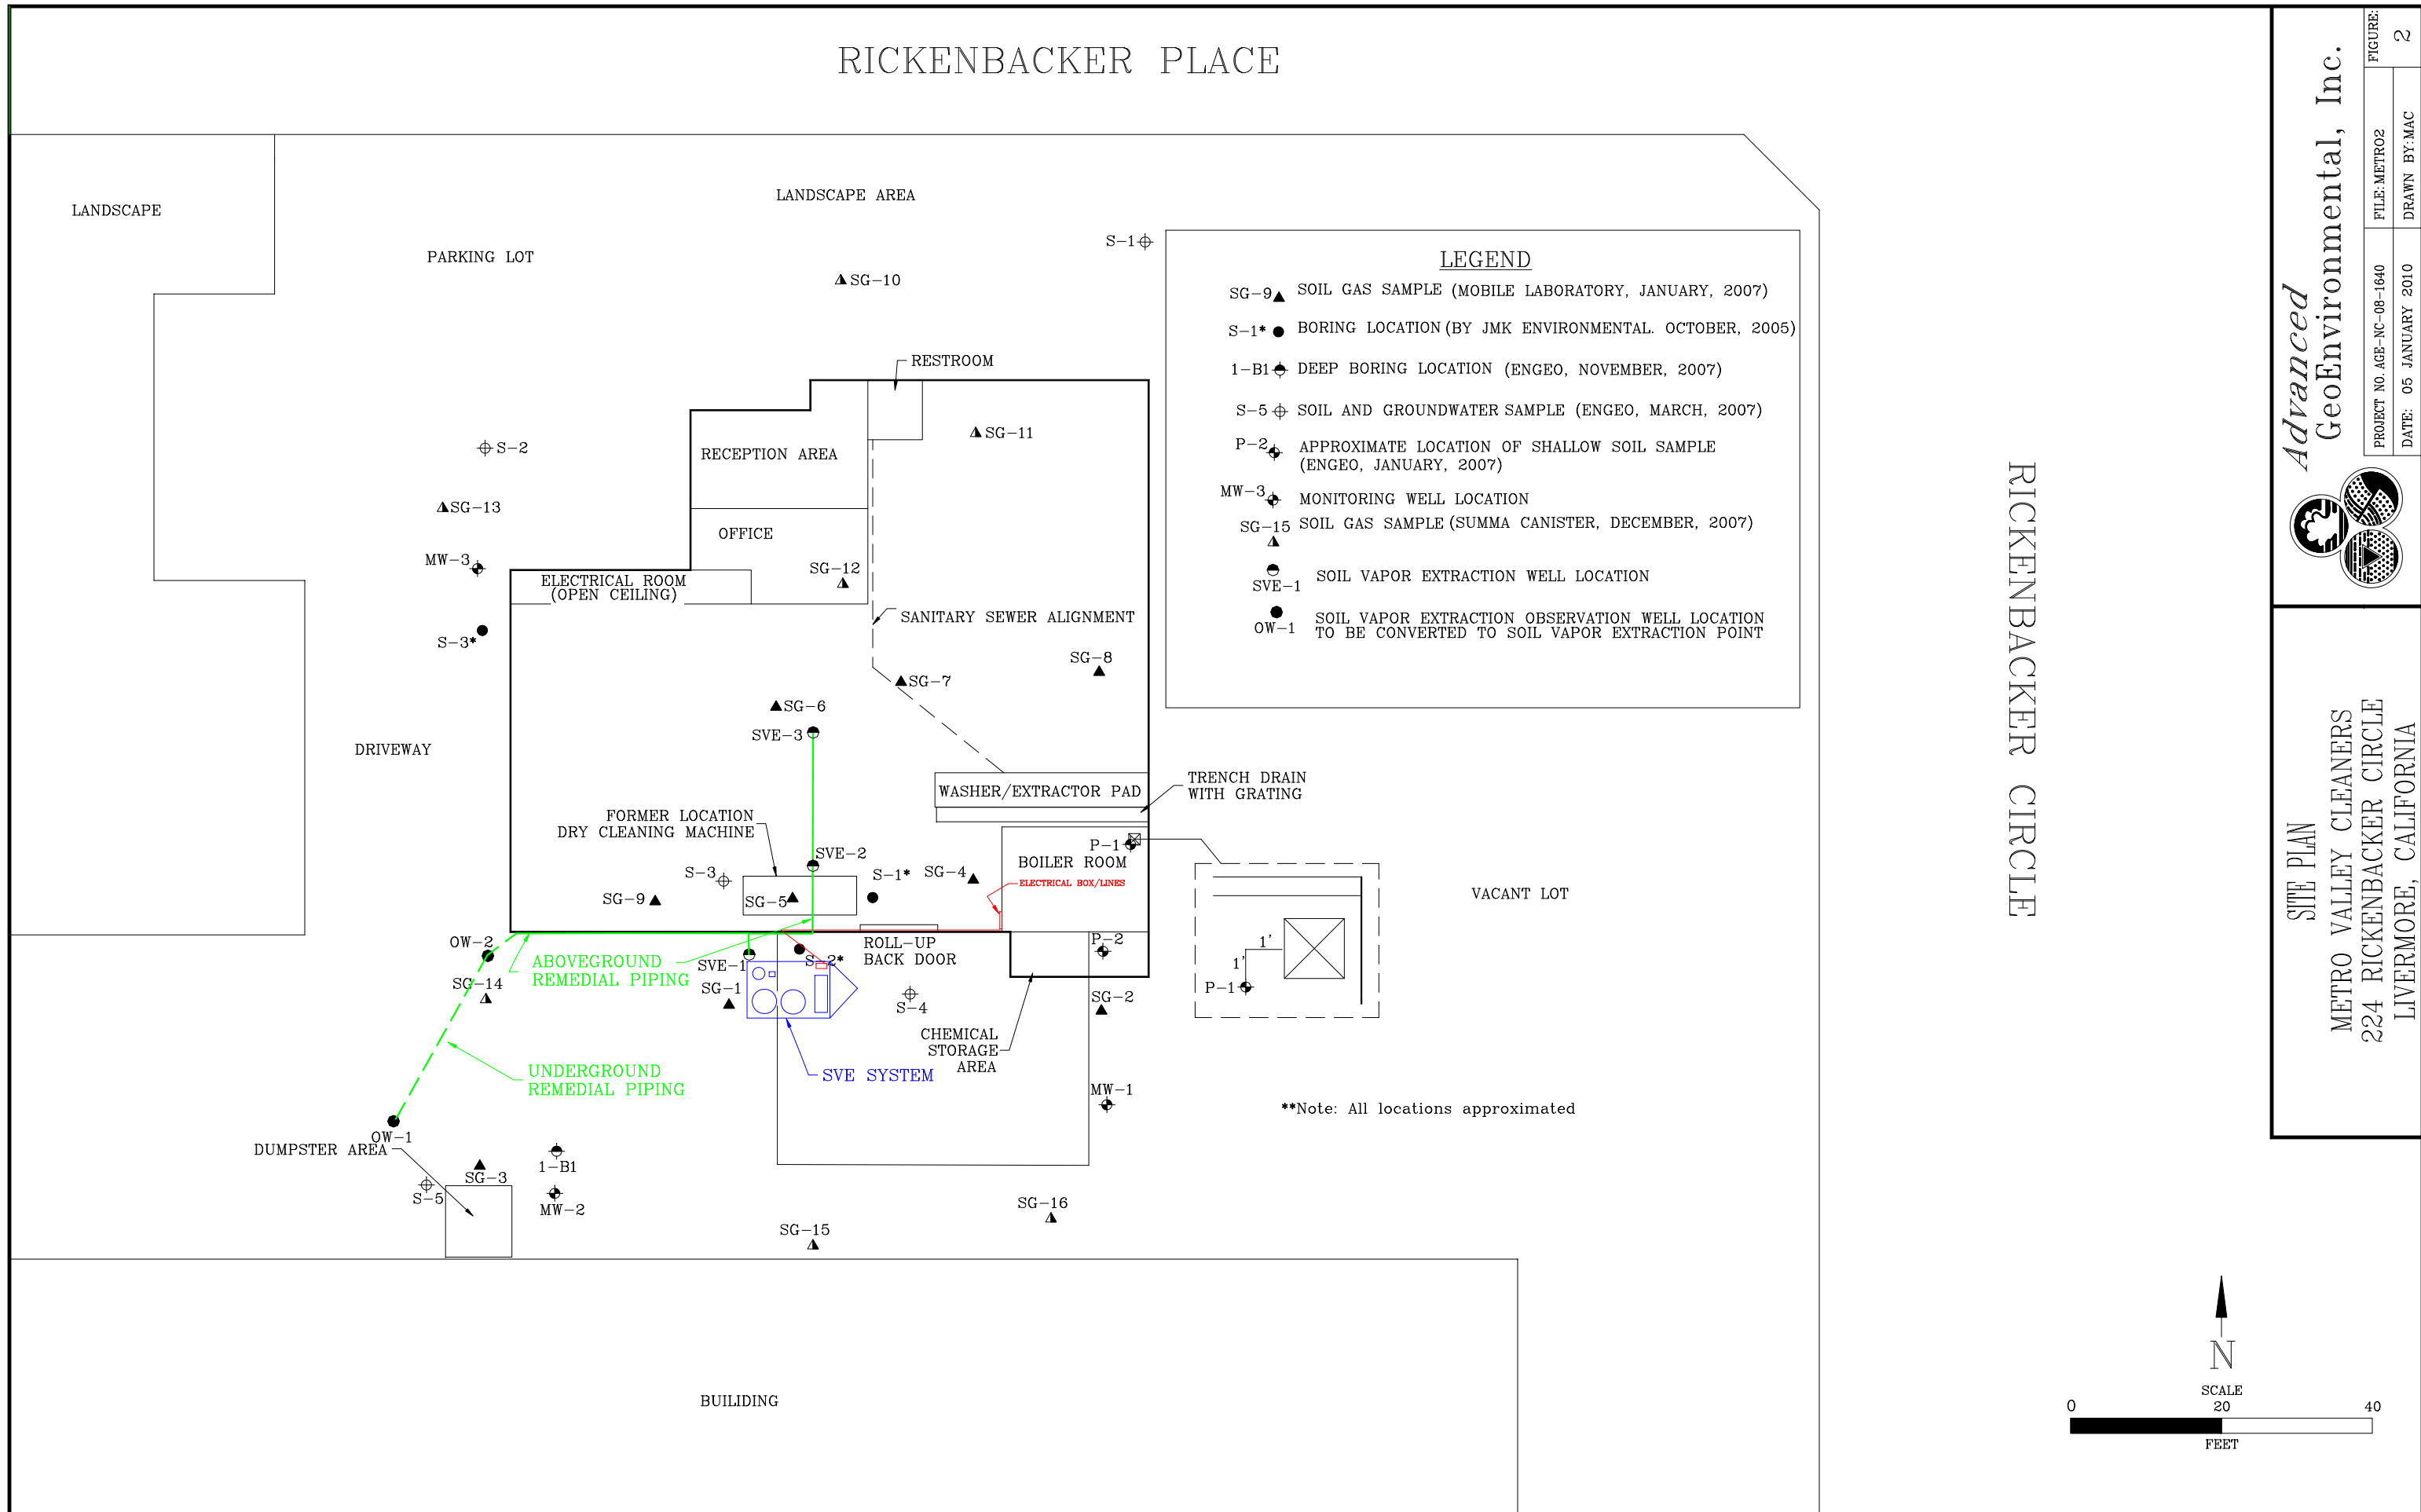 RICKENBACKER PLACE
LANDSCAPE
LANDSCAPE AREA
PARKING LOT
S-1
SG-10
LEGEND
SG-9 SOIL GAS SAMPLE (MOBILE LABORATORY, JANUARY, 2007)
S-1* BORING LOCATION (BY JMK ENVIRONMENTAL. OCTOBER, 2005)
1-B1 DEEP BORING LOCATION (ENGEO, NOVEMBER, 2007)
S-5 SOIL AND GROUNDWATER SAMPLE (ENGEO, MARCH, 2007)
P-2 APPROXIMATE LOCATION OF SHALLOW SOIL SAMPLE
(ENGEO, JANUARY, 2007)
MW-3 MONITORING WELL LOCATION
SG-15 SOIL GAS SAMPLE (SUMMA CANISTER, DECEMBER, 2007)
SVE-1 SOIL VAPOR EXTRACTION WELL LOCATION
OW-1 SOIL VAPOR EXTRACTION OBSERVATION WELL LOCATION
TO BE CONVERTED TO SOIL VAPOR EXTRACTION POINT
RESTROOM
SG-11
S-2
RECEPTION AREA
SG-13
OFFICE
MW-3
SG-12
ELECTRICAL ROOM
(OPEN CEILING)
SANITARY SEWER ALIGNMENT
S-3*
SG-8
SG-7
SG-6
SVE-3
DRIVEWAY
TRENCH DRAIN
WITH GRATING
WASHER/EXTRACTOR PAD
FORMER LOCATION
DRY CLEANING MACHINE
P-1
SVE-2
BOILER ROOM
S-3
S-1*
SG-4
ELECTRICAL BOX/LINES
SG-9
SG-5
VACANT LOT
OW-2
ROLL-UP
BACK DOOR
P-2
ABOVEGROUND
REMEDIAL PIPING
SVE-1
S-2*
1'
1'
P-1
SG-14
SG-1
SG-2
S-4
CHEMICAL
STORAGE
AREA
UNDERGROUND
REMEDIAL PIPING
SVE SYSTEM
MW-1
**Note: All locations approximated
OW-1
DUMPSTER AREA
1-B1
SG-3
S-5
MW-2
SG-16
SG-15
BUILIDING
RICKENBACKER CIRCLE
N
SCALE
0 20 40
FEET
Advanced
GeoEnvironmental, Inc.
PROJECT NO. AGE-NC-08-1640
FILE: METRO2
FIGURE:
2
DATE: 05 JANUARY 2010
DRAWN BY: MAC
SITE PLAN
METRO VALLEY CLEANERS
224 RICKENBACKER CIRCLE
LIVERMORE, CALIFORNIA